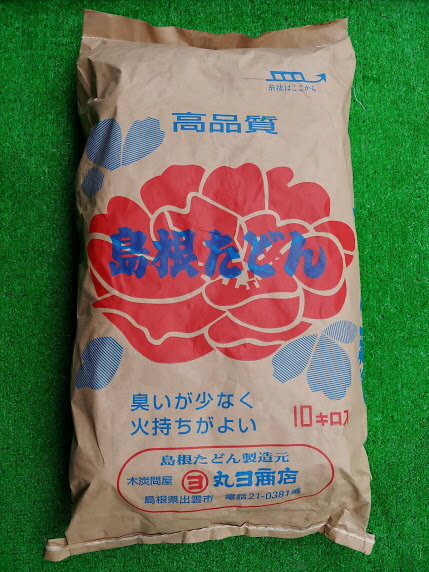 糸抜はここから
高品質
島根たどん
臭いが少なく
火持ちがよい
10キロ入
島根たどん製造元
木炭問屋 ヨ 丸ヨ商店
島根県出雲市 電話21-0381番